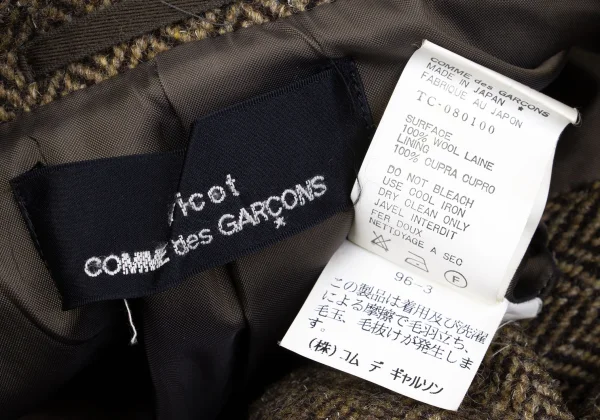 ricot
COMME des GARÇONS
COMME des GARCONS
MADE IN JAPAN *
FABRIQUE AU JAPON
TC-080100
SURFACE
100% WOOL LAINE
LINING
100% CUPRA CUPRO
DO NOT BLEACH
USE COOL IRON
DRY CLEAN ONLY
JAVEL INTERDIT
FER DOUX
NETTOYAGE A SEC
F
96-3
この製品は着用及び洗濯
による摩擦で毛羽立ち、
毛玉、毛抜けが発生しま
す。
(株)コム デ ギャルソン